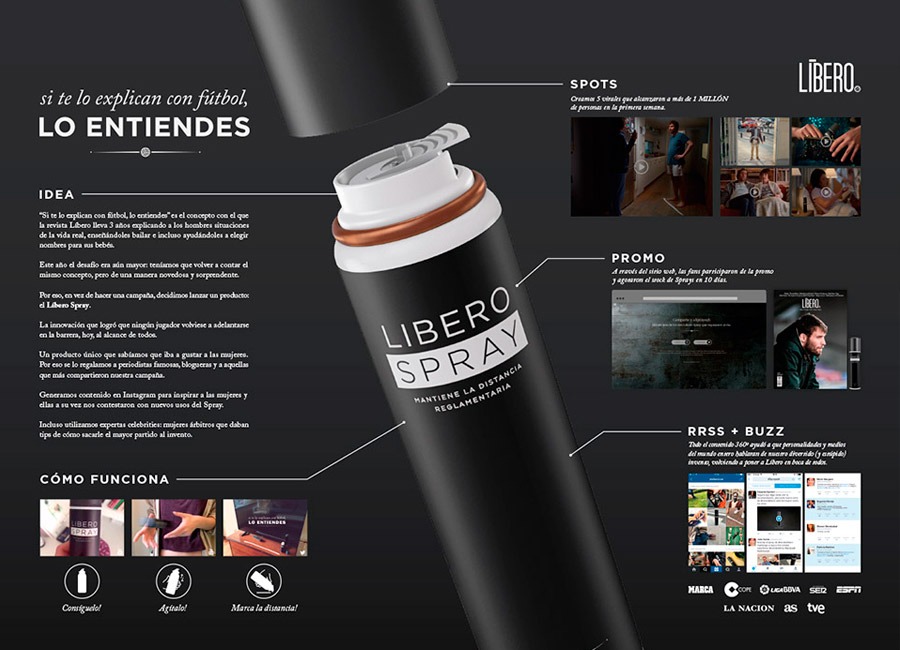 si te lo explican con fútbol,
LO ENTIENDES
IDEA
"Si te lo explican con fútbol, lo entiendes" es el concepto con el que
la revista Líbero lleva 3 años explicando a los hombres situaciones
de la vida real, enseñándoles bailar e incluso ayudándoles a elegir
nombres para sus bebés.
Este año el desafío era aún mayor: teníamos que volver a contar el
mismo concepto, pero de una manera novedosa y sorprendente.
Por eso, en vez de hacer una campaña, decidimos lanzar un producto:
el Líbero Spray.
La innovación que logró que ningún jugador volviese a adelantarse
en la barrera, hoy, al alcance de todos.
Un producto único que sabíamos que iba a gustar a las mujeres.
Por eso se lo regalamos a periodistas famosas, blogueras y a aquellas
que más compartieron nuestra campaña.
Generamos contenido en Instagram para inspirar a las mujeres y
ellas a su vez nos contestaron con nuevos usos del Spray.
Incluso utilizamos expertas celebrities: mujeres árbitros que daban
tips de cómo sacarle el mayor partido al invento.
CÓMO FUNCIONA
LIBERO
SPRAY
LO ENTIENDES
Consíguelo!
Agítalo!
Marca la distancia!
LIBERO
SPRAY
MANTIENE LA DISTANCIA
REGLAMENTARIA
LÍBERO
SPOTS
Creamos 5 virales que alcanzaron a más de 1 MILLÓN
de personas en la primera semana.
PROMO
A través del sitio web, las fans participaron de la promo
y agotaron el stock de Sprays en 10 días.
LÍBERO
RRSS + BUZZ
Todo el contenido 360º ayudó a que personalidades y medios
del mundo entero hablaran de nuestro divertido (y estúpido)
invento, volviendo a poner a Líbero en boca de todos.
MARCA COPE LIGA BBVA SER ESPN
LA NACION as tve